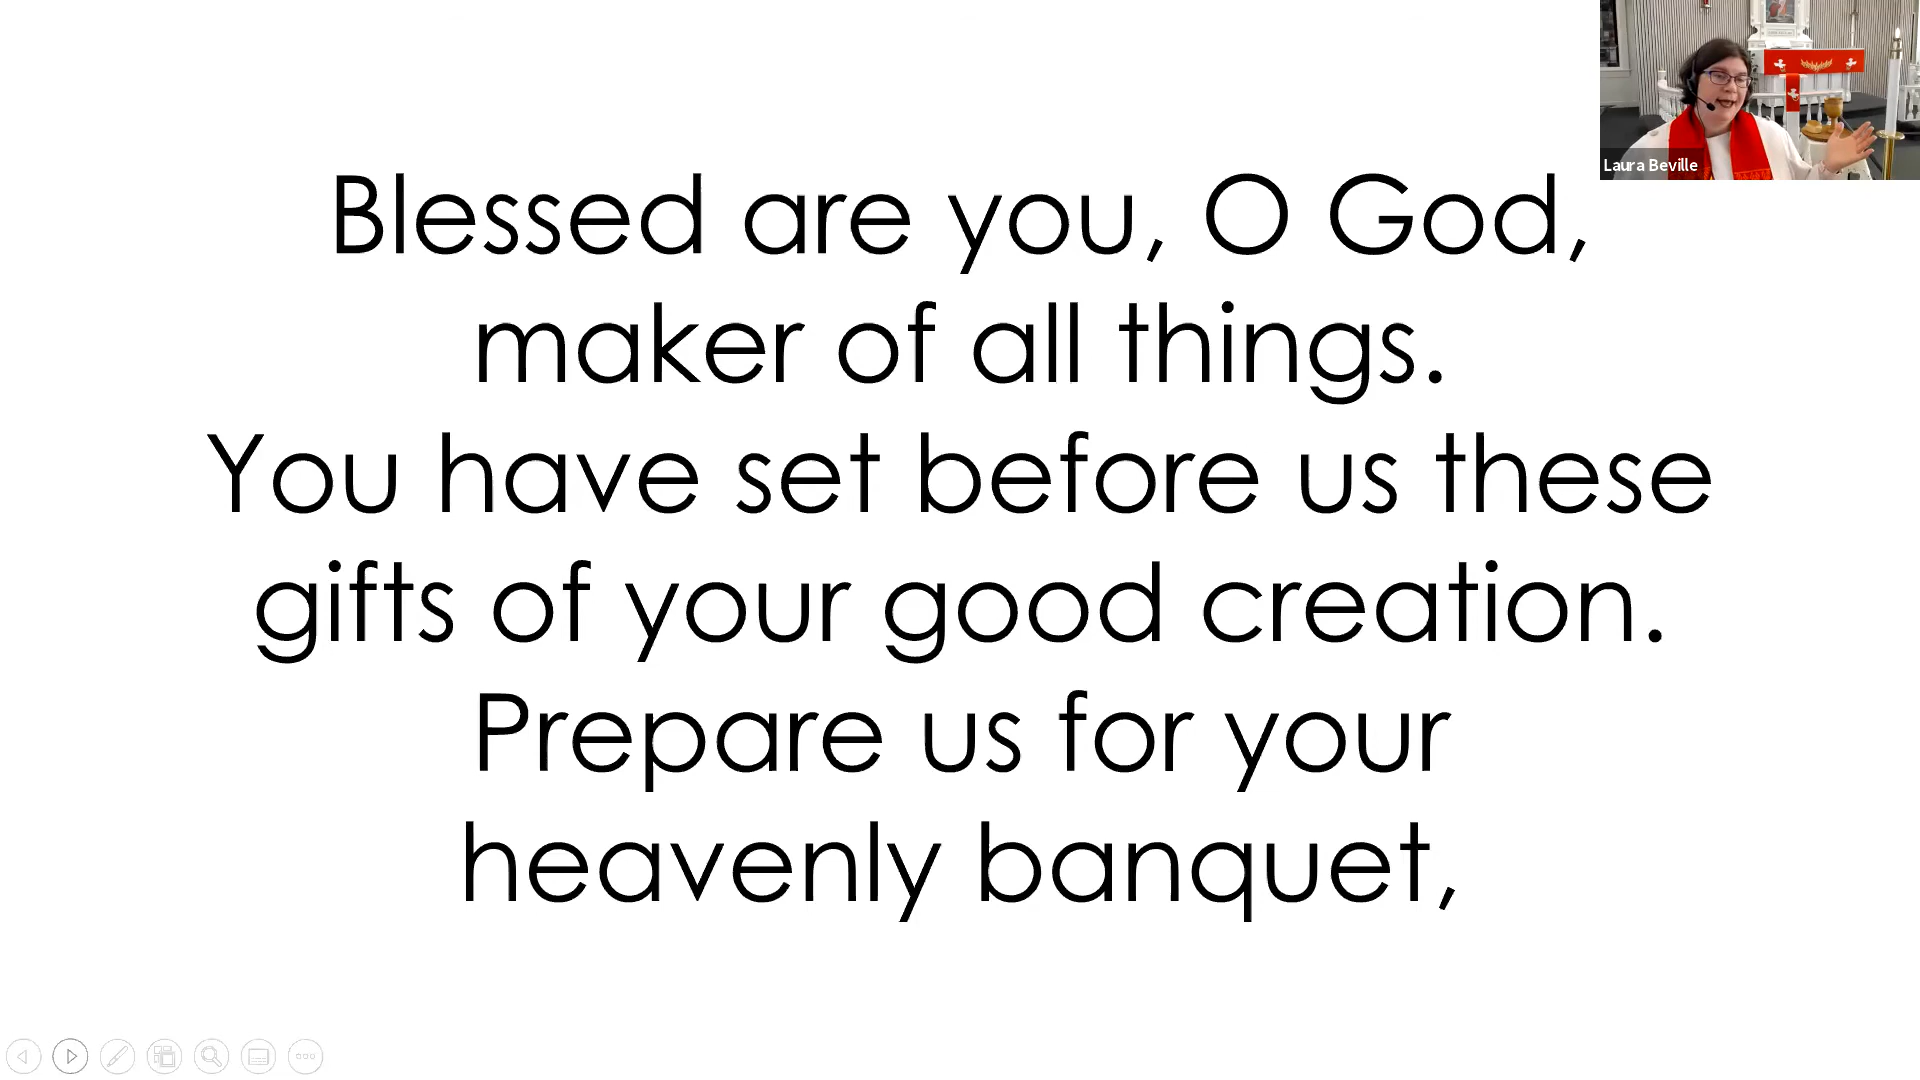 Blessed are you, O God,
maker of all things.
You have set before us these
gifts of your good creation.
Prepare us for your
heavenly banquet,
Laura Beville